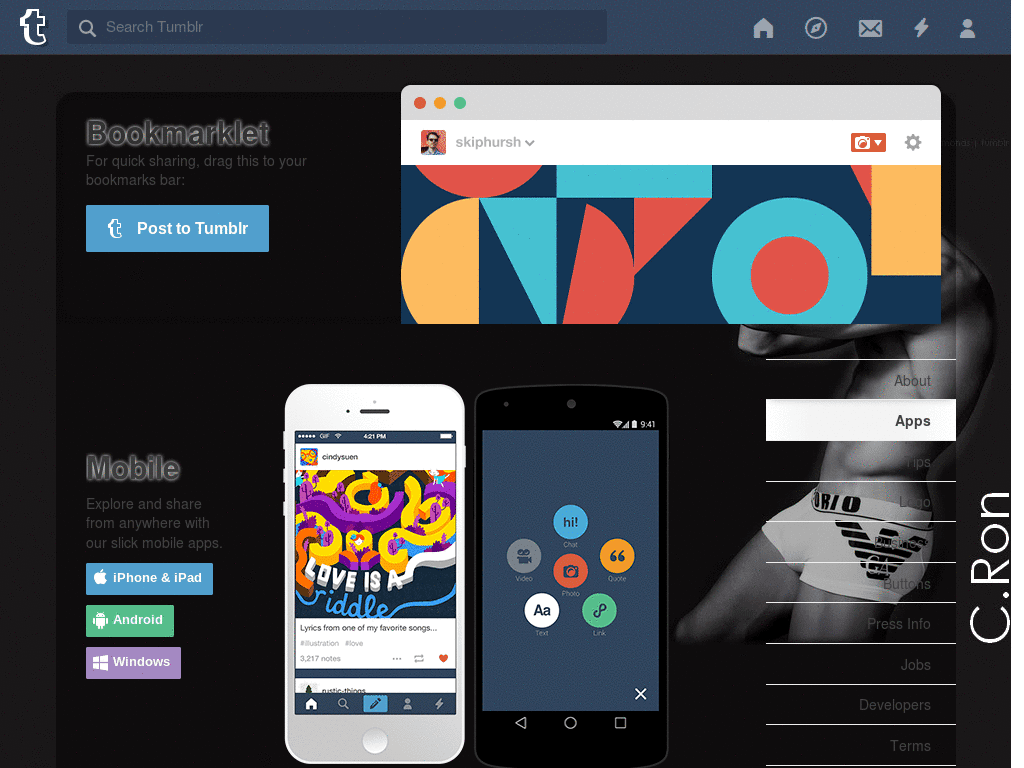 Search Tumblr
Bookmarklet
For quick sharing, drag this to your
bookmarks bar:
Post to Tumblr
skiphursh
About
Apps
Tips
Logo
Business
Buttons
Press Info
Jobs
Developers
Terms
C.Ron
Mobile
Explore and share
from anywhere with
our slick mobile apps.
iPhone & iPad
Android
Windows
GIF
4:21 PM
cindysuen
LOVE IS A
riddle
Lyrics from one of my favorite songs...
#illustration #love
3,217 notes
rustic-things
9:41
hi!
Chat
Video
Quote
Photo
Aa
Text
Link